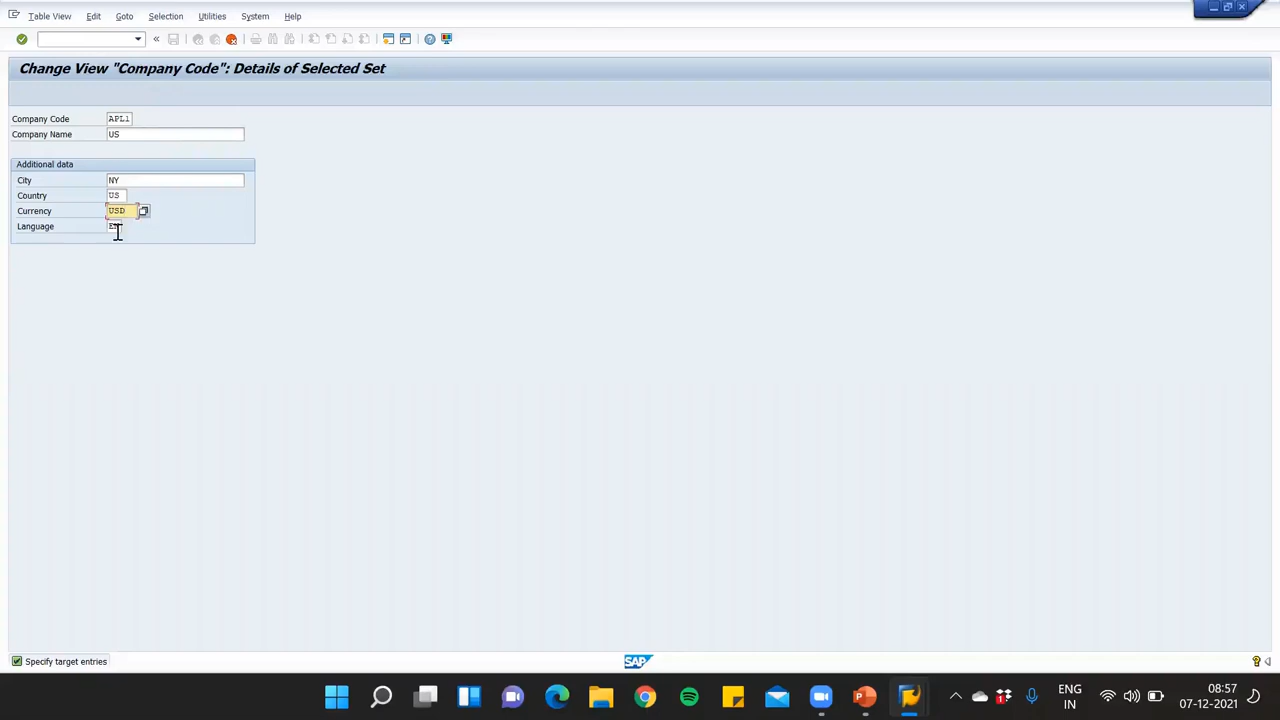 Table View Edit Goto Selection Utilities System Help
Change View "Company Code": Details of Selected Set
Company Code APL1
Company Name US
Additional data
City NY
Country US
Currency USD
Language
Specify target entries
SAP
ENG 08:57
IN 07-12-2021